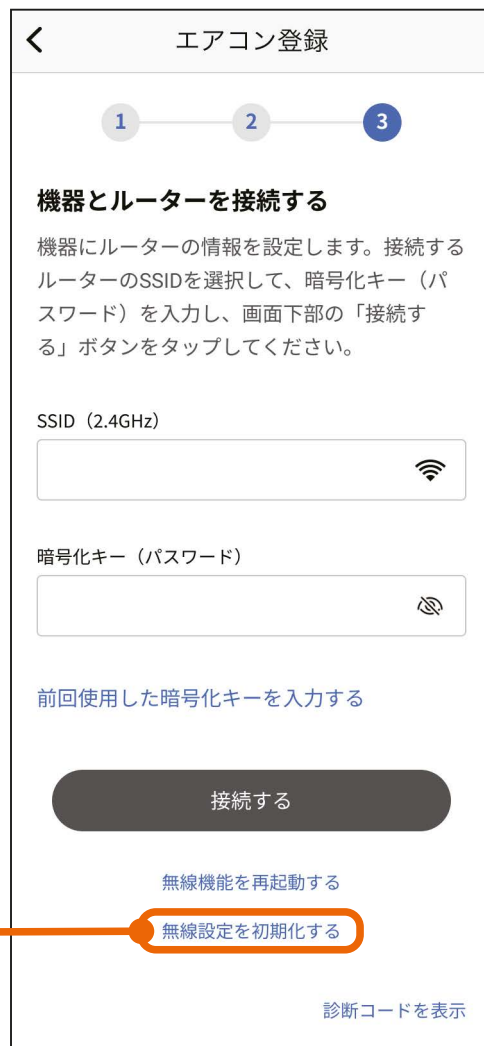 エアコン登録
1 2 3
機器とルーターを接続する
機器にルーターの情報を設定します。接続する
ルーターのSSIDを選択して、暗号化キー（パ
スワード）を入力し、画面下部の「接続す
る」ボタンをタップしてください。
SSID（2.4GHz）
暗号化キー（パスワード）
前回使用した暗号化キーを入力する
接続する
無線機能を再起動する
無線設定を初期化する
診断コードを表示